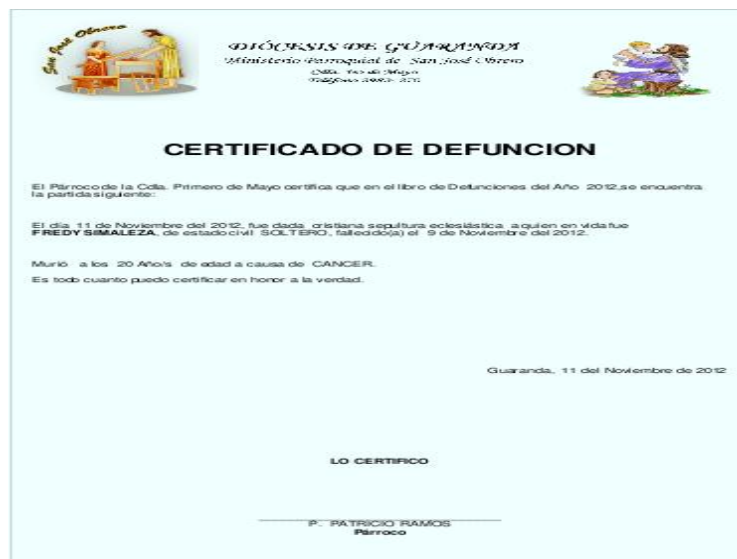 San José Obrero
DIÓCESIS DE GUARANDA
Ministerio Parroquial de San José Obrero
Cdla. 1ro de Mayo
Teléfono 2982-
CERTIFICADO DE DEFUNCION
El Párroco de la Cdla. Primero de Mayo certifica que en el libro de Defunciones del Año 2012,se encuentra
la partida siguiente:
El día 11 de Noviembre del 2012, fue dada cristiana sepultura eclesiástica a quien en vida fue
FREDY SIMALEZA, de estado civil SOLTERO, fallecido(a) el 9 de Noviembre del 2012.
Murió a los 20 Año/s de edad a causa de CANCER.
Es todo cuanto puedo certificar en honor a la verdad.
Guaranda, 11 del Noviembre de 2012
LO CERTIFICO
P. PATRICIO RAMOS
Párroco